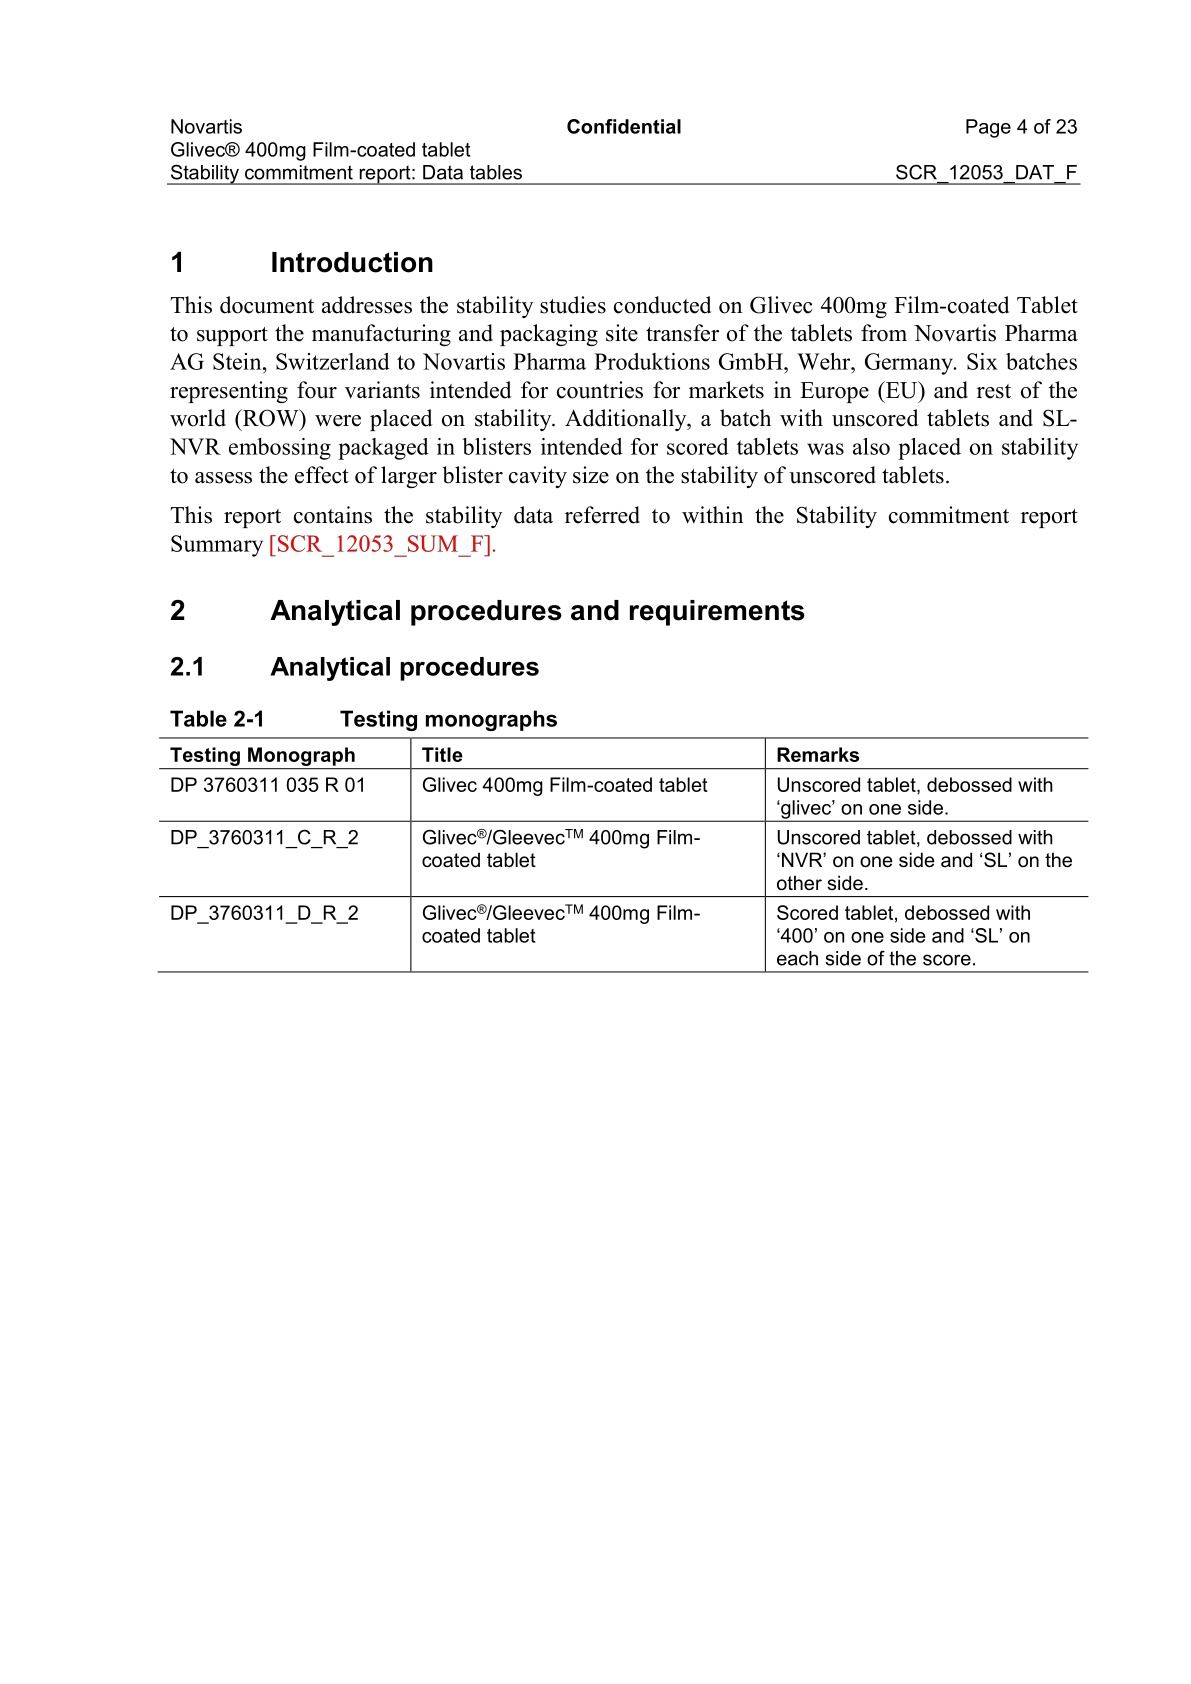 Novartis Confidential Page 4 of 23
Glivec® 400mg Film-coated tablet
Stability commitment report: Data tables SCR_12053_DAT_F
1 Introduction
This document addresses the stability studies conducted on Glivec 400mg Film-coated Tablet
to support the manufacturing and packaging site transfer of the tablets from Novartis Pharma
AG Stein, Switzerland to Novartis Pharma Produktions GmbH, Wehr, Germany. Six batches
representing four variants intended for countries for markets in Europe (EU) and rest of the
world (ROW) were placed on stability. Additionally, a batch with unscored tablets and SL-
NVR embossing packaged in blisters intended for scored tablets was also placed on stability
to assess the effect of larger blister cavity size on the stability of unscored tablets.
This report contains the stability data referred to within the Stability commitment report
Summary [SCR_12053_SUM_F].
2 Analytical procedures and requirements
2.1 Analytical procedures
Table 2-1 Testing monographs
Testing Monograph Title Remarks
DP 3760311 035 R 01 Glivec 400mg Film-coated tablet Unscored tablet, debossed with
‘glivec’ on one side.
DP_3760311_C_R_2 Glivec®/Gleevec™ 400mg Film- Unscored tablet, debossed with
coated tablet ‘NVR’ on one side and ‘SL’ on the
other side.
DP_3760311_D_R_2 Glivec®/Gleevec™ 400mg Film- Scored tablet, debossed with
coated tablet ‘400’ on one side and ‘SL’ on
each side of the score.